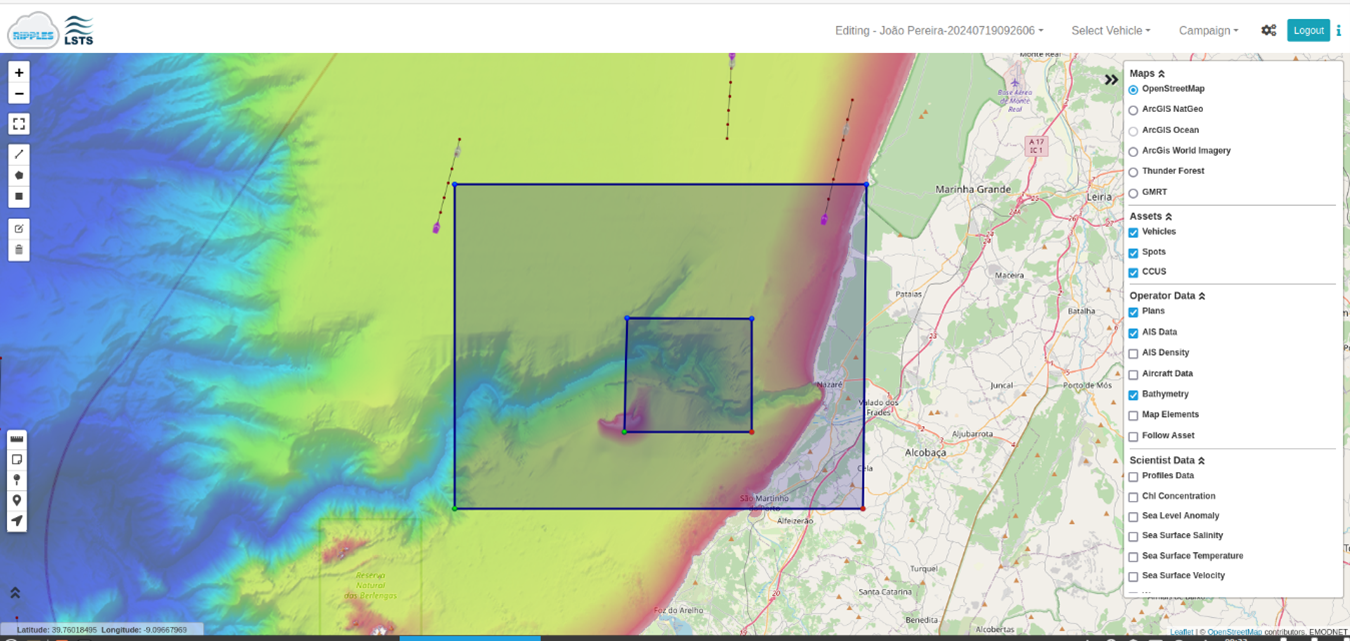 RIPPLES
LSTS
Editing - João Pereira-20240719092606
Select Vehicle
Campaign
Logout
+
−
Monte Real
Base Aérea
de Monte
Real
A 17
IC 1
Marinha Grande
Leiria
Maceira
Pataias
Batalha
Nazaré
Valado dos
Frades
Juncal
Porto de Mós
Aljubarrota
Alcobaça
Cela
São Martinho
do Porto
Alfeizerão
Reserva
Natural
das Berlengas
Turquel
Santa Catarina
Foz do Arelho
Benedita
Alcobertas
Maps
OpenStreetMap
ArcGIS NatGeo
ArcGIS Ocean
ArcGis World Imagery
Thunder Forest
GMRT
Assets
Vehicles
Spots
CCUS
Operator Data
Plans
AIS Data
AIS Density
Aircraft Data
Bathymetry
Map Elements
Follow Asset
Scientist Data
Profiles Data
Chl Concentration
Sea Level Anomaly
Sea Surface Salinity
Sea Surface Temperature
Sea Surface Velocity
Latitude: 39.76018495 Longitude: -9.09667969
Leaflet | © OpenStreetMap contributors, EMODNET